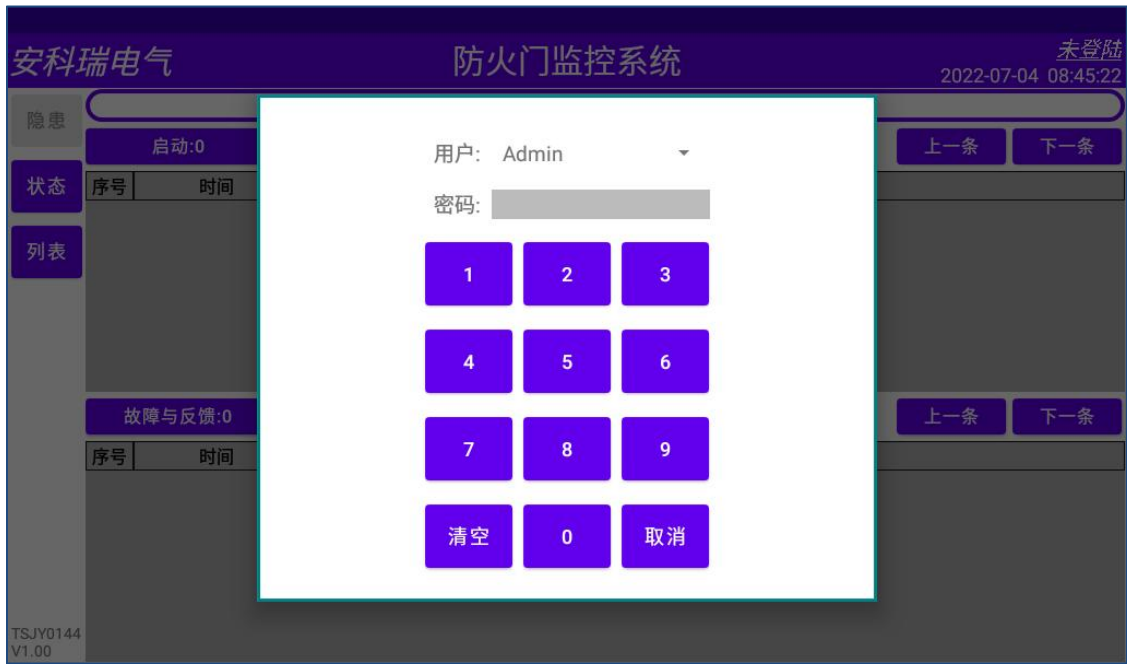 安科瑞电气
防火门监控系统
未登陆
2022-07-04 08:45:22
隐患
状态
列表
启动:0
上一条
下一条
序号 时间
用户: Admin
密码:
1 2 3
4 5 6
7 8 9
清空 0 取消
故障与反馈:0
上一条
下一条
序号 时间
TSJY0144
V1.00